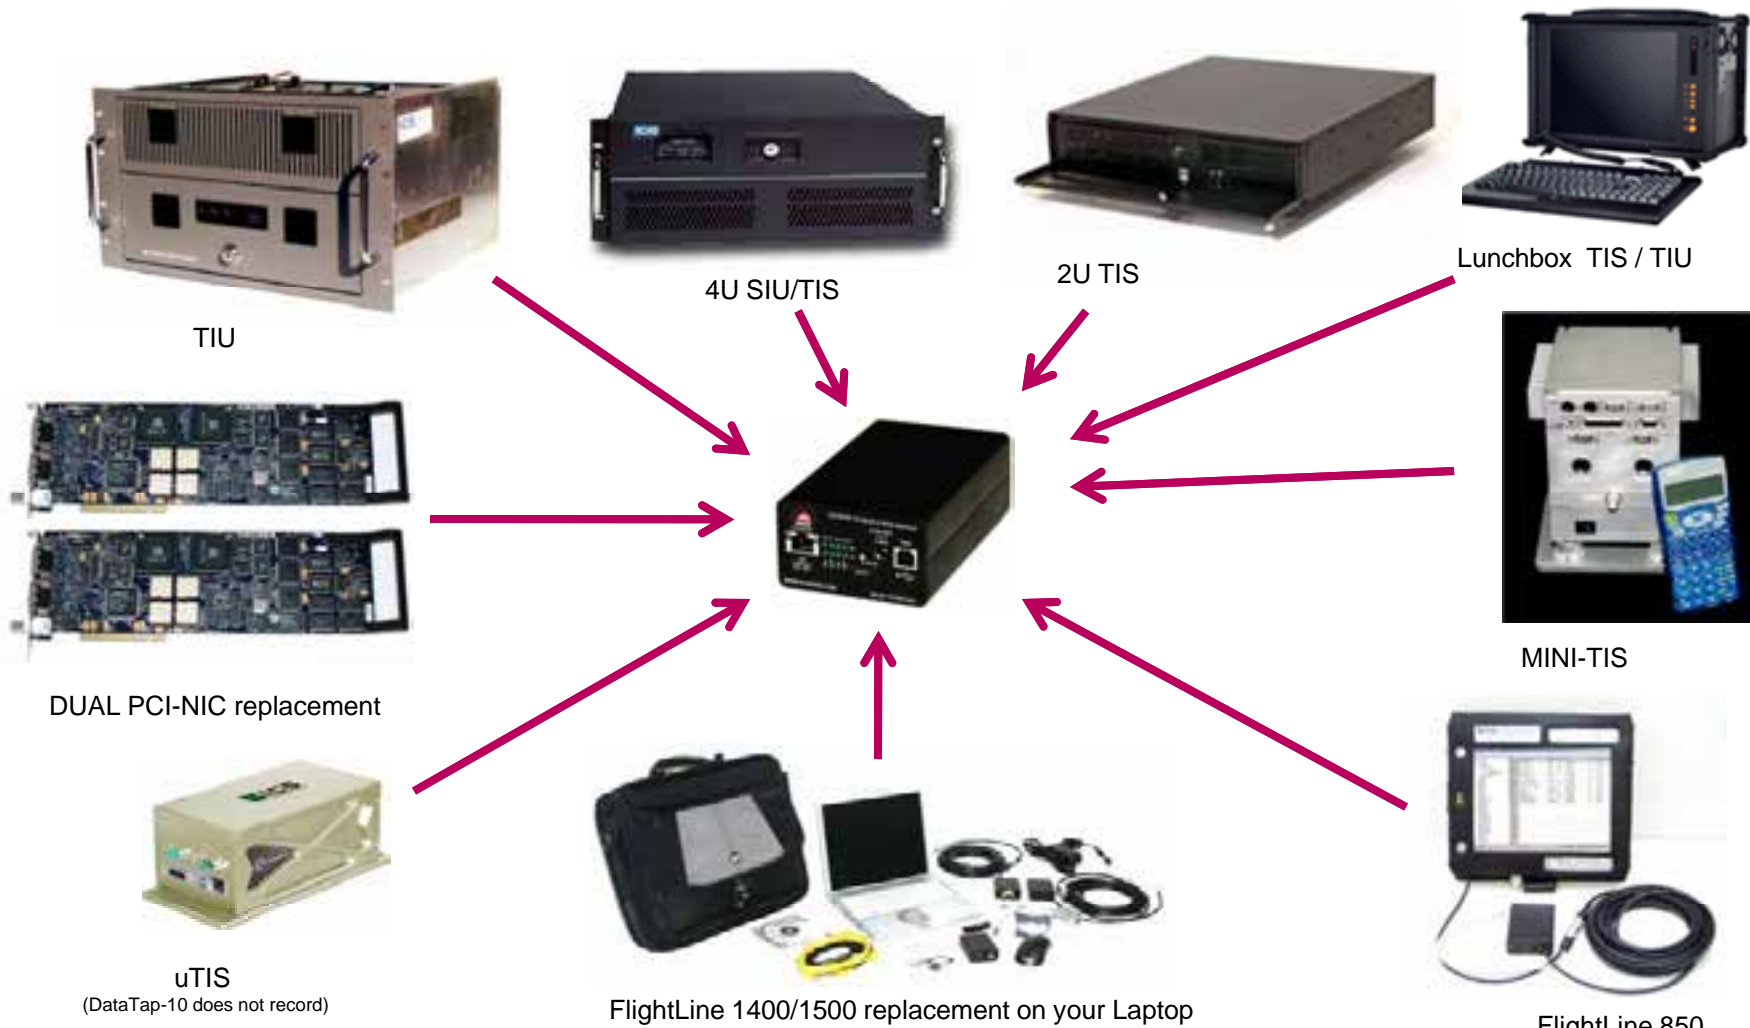 TIU
4U SIU/TIS
2U TIS
Lunchbox  TIS / TIU
DUAL PCI-NIC replacement
MINI-TIS
uTIS
(DataTap-10 does not record)
FlightLine 1400/1500 replacement on your Laptop
FlightLine 850